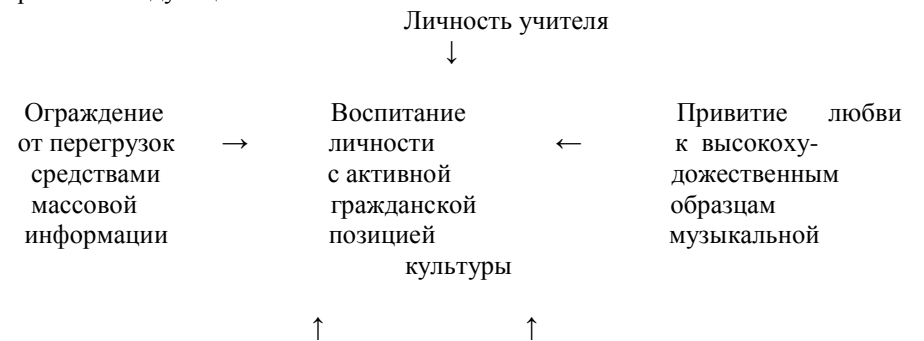 Личность учителя
↓
Ограждение Воспитание Привитие любви
от перегрузок → личности ← к высокоху-
средствами с активной дожественным
массовой гражданской образцам
информации позицией музыкальной
культуры
↑ ↑